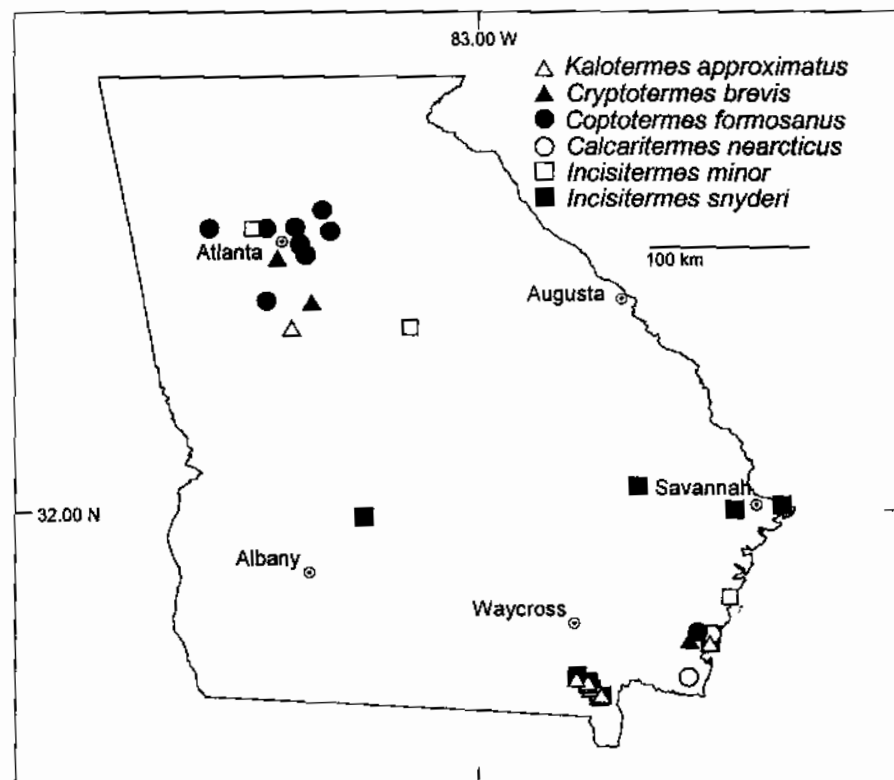 83.00 W
Kalotermes approximatus
Cryptotermes brevis
Coptotermes formosanus
Calcaritermes nearcticus
Incisitermes minor
Incisitermes snyderi
100 km
Atlanta
Augusta
Savannah
32.00 N
Albany
Waycross